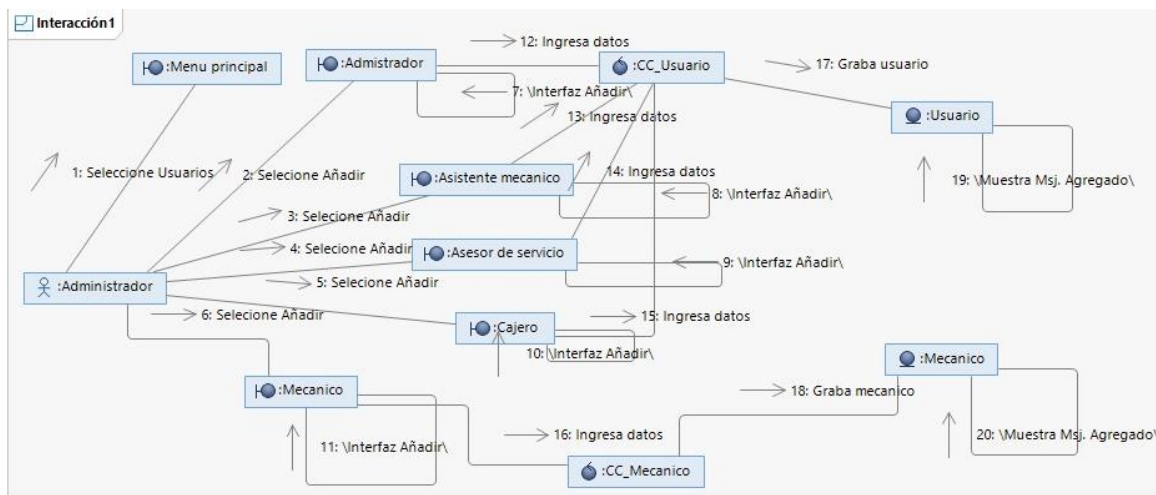 Interacción1
12: Ingresa datos
:Menu principal
:Admistrador
:CC_Usuario
17: Graba usuario
7: \Interfaz Añadir\
13: Ingresa datos
:Usuario
1: Seleccione Usuarios
2: Selecione Añadir
:Asistente mecanico
14: Ingresa datos
8: \Interfaz Añadir\
19: \Muestra Msj. Agregado\
3: Selecione Añadir
4: Selecione Añadir
:Asesor de servicio
9: \Interfaz Añadir\
:Administrador
5: Selecione Añadir
6: Selecione Añadir
:Cajero
15: Ingresa datos
10: \Interfaz Añadir\
:Mecanico
:Mecanico
18: Graba mecanico
11: \Interfaz Añadir\
16: Ingresa datos
20: \Muestra Msj. Agregado\
:CC_Mecanico